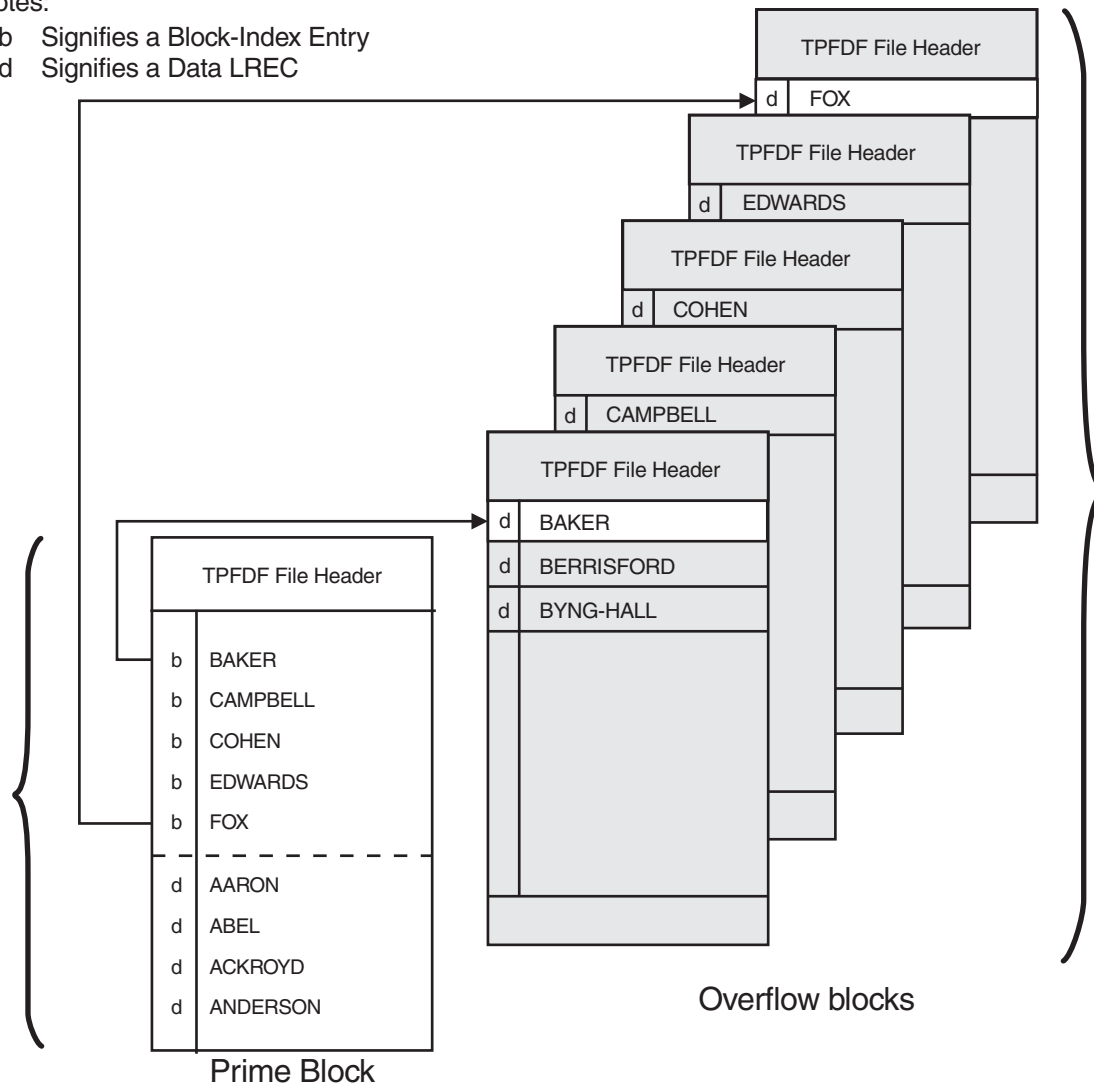 b Signifies a Block-Index Entry
d Signifies a Data LREC
TPFDF File Header
d FOX
TPFDF File Header
d EDWARDS
TPFDF File Header
d COHEN
TPFDF File Header
d CAMPBELL
TPFDF File Header
d BAKER
d BERRISFORD
d BYNG-HALL
TPFDF File Header
b BAKER
b CAMPBELL
b COHEN
b EDWARDS
b FOX
d AARON
d ABEL
d ACKROYD
d ANDERSON
Overflow blocks
Prime Block